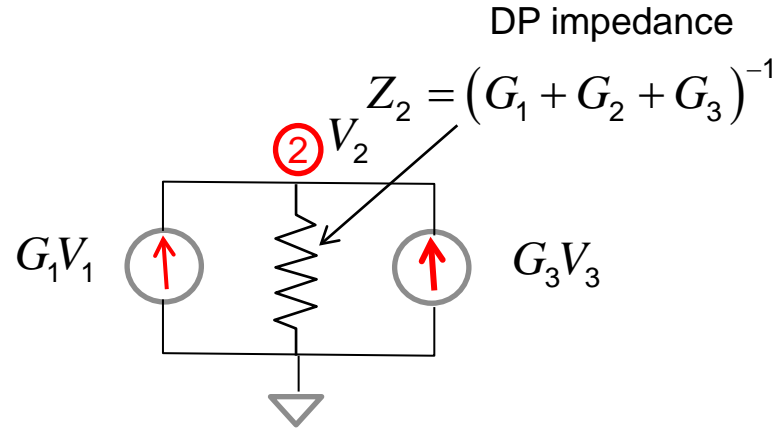 DP impedance
Z₂ = (G₁ + G₂ + G₃)⁻¹
2 V₂
G₁V₁
G₃V₃